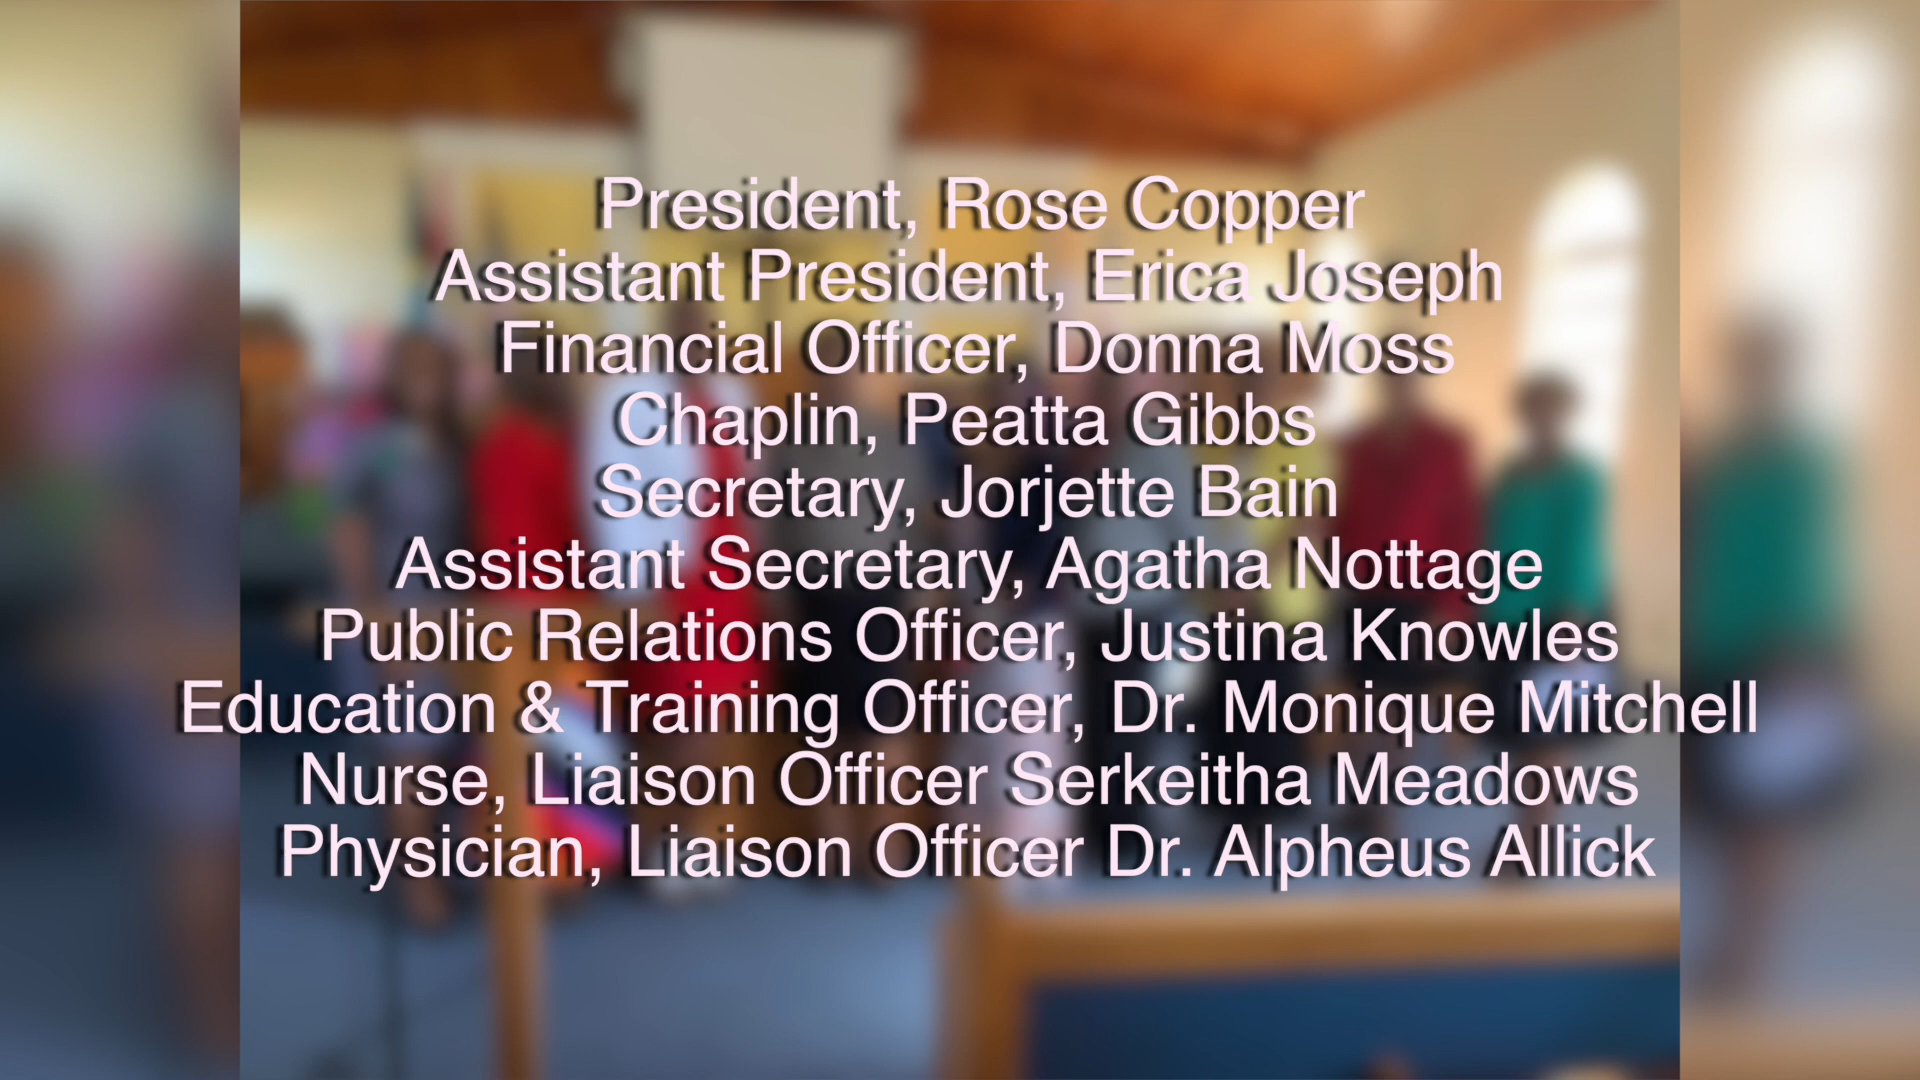 President, Rose Copper
Assistant President, Erica Joseph
Financial Officer, Donna Moss
Chaplin, Peatta Gibbs
Secretary, Jorjette Bain
Assistant Secretary, Agatha Nottage
Public Relations Officer, Justina Knowles
Education & Training Officer, Dr. Monique Mitchell
Nurse, Liaison Officer Serkeitha Meadows
Physician, Liaison Officer Dr. Alpheus Allick